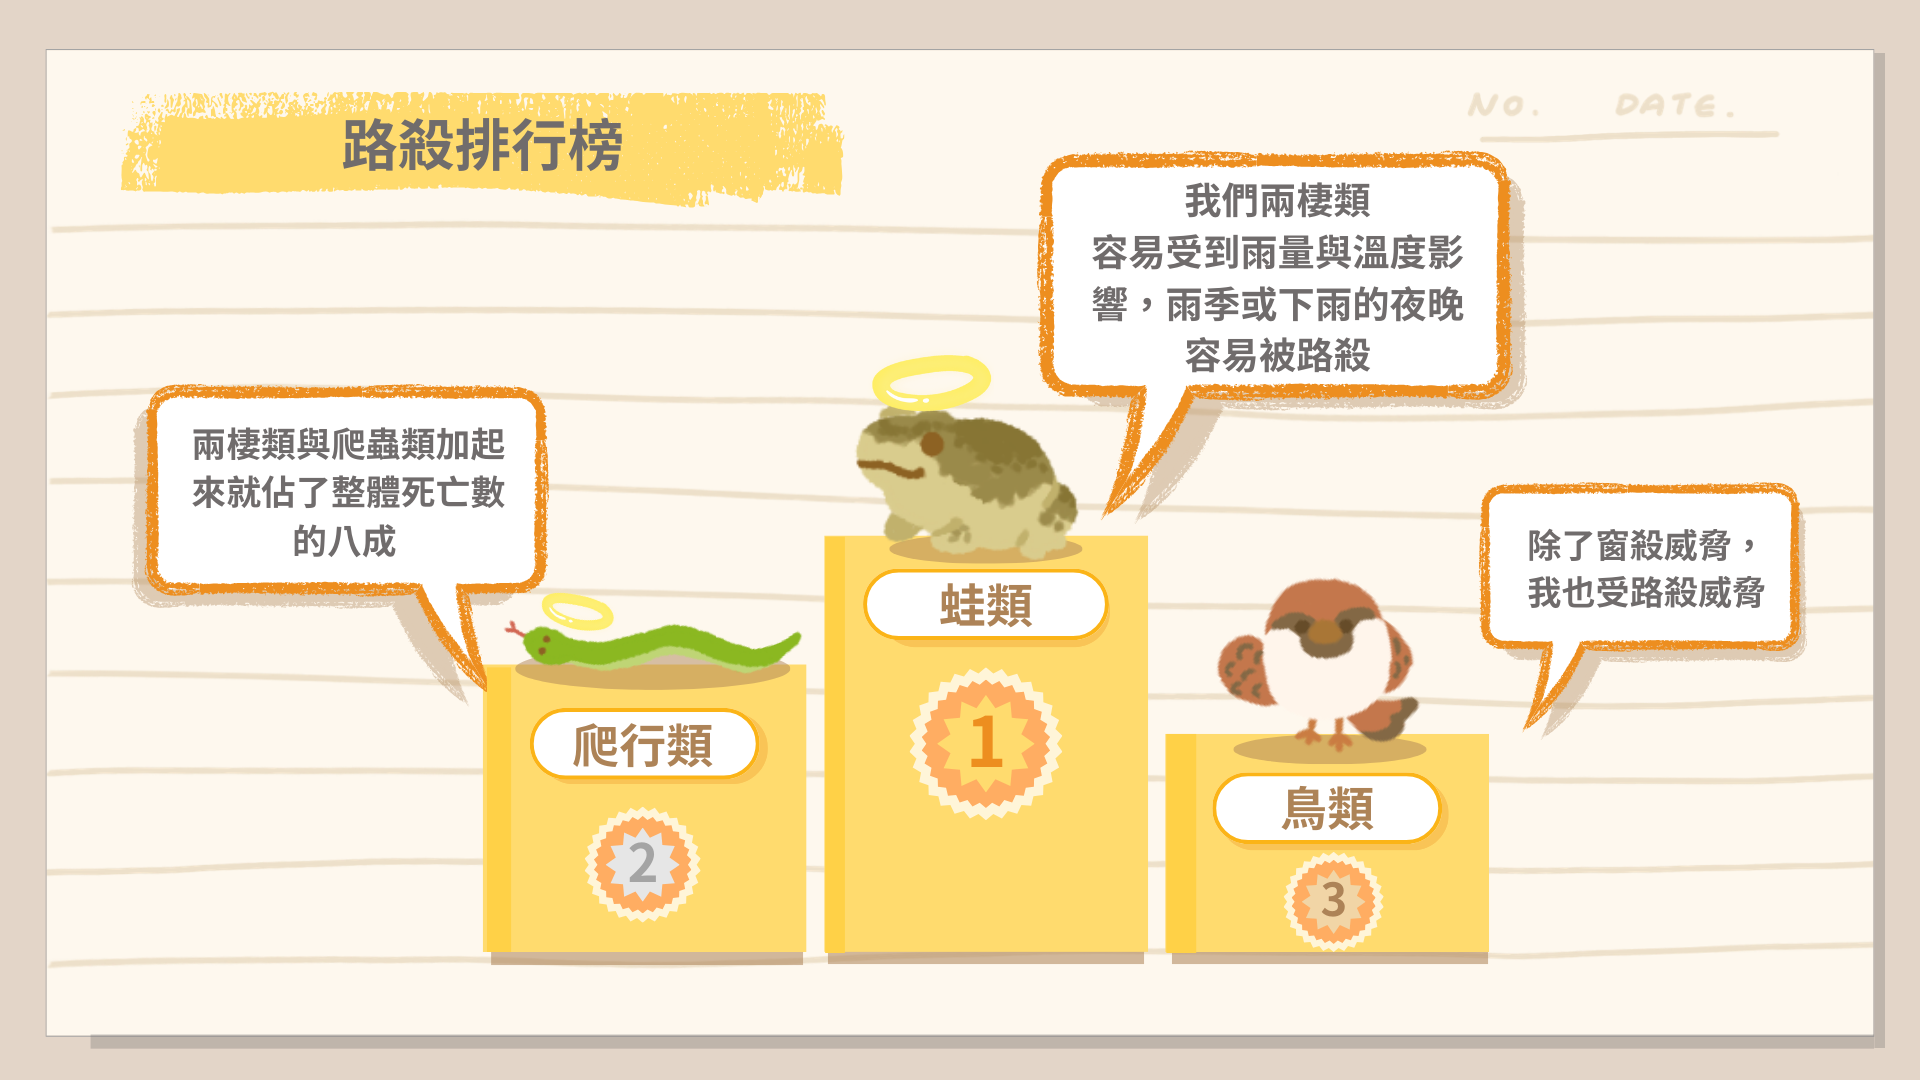 路殺排行榜
NO. DATE.
我們兩棲類
容易受到雨量與溫度影
響，雨季或下雨的夜晚
容易被路殺
兩棲類與爬蟲類加起
來就佔了整體死亡數
的八成
除了窗殺威脅，
我也受路殺威脅
蛙類
1
爬行類
2
鳥類
3